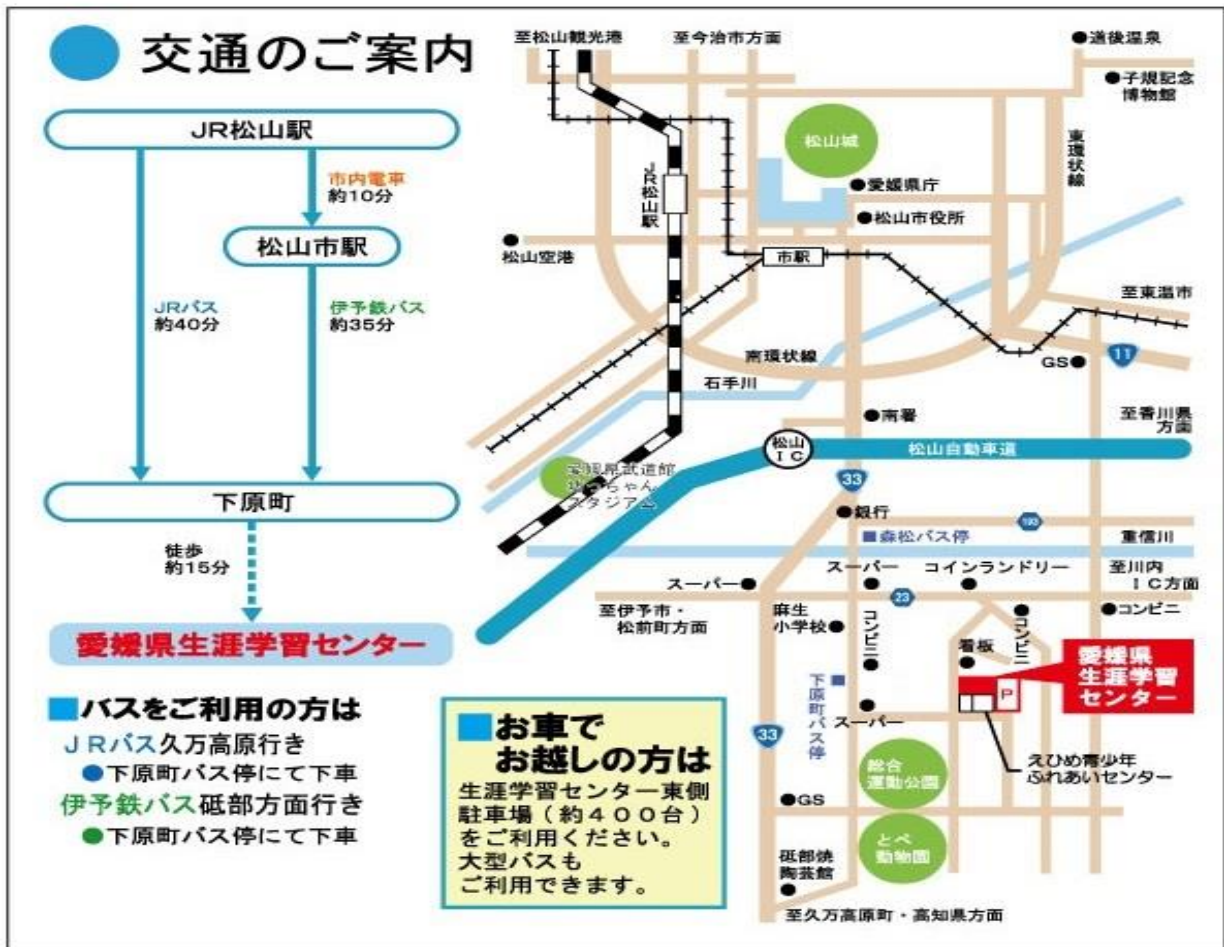 交通のご案内
JR松山駅
市内電車
約10分
松山市駅
JRバス
約40分
伊予鉄バス
約35分
下原町
徒歩
約15分
愛媛県生涯学習センター
■バスをご利用の方は
JRバス久万高原行き
●下原町バス停にて下車
伊予鉄バス砥部方面行き
●下原町バス停にて下車
■お車で
お越しの方は
生涯学習センター東側
駐車場(約400台)
をご利用ください。
大型バスも
ご利用できます。
至松山観光港
至今治市方面
道後温泉
子規記念
博物館
松山城
東環状線
JR松山駅
愛媛県庁
松山市役所
松山空港
市駅
至東温市
南環状線
11
GS
石手川
南署
至香川県
方面
松山
IC
松山自動車道
愛媛県武道館
坊っちゃん
スタジアム
33
銀行
193
森松バス停
重信川
スーパー
スーパー
コインランドリー
至川内
IC方面
23
至伊予市・
松前町方面
麻生
小学校
コンビニ
コンビニ
コンビニ
看板
愛媛県
生涯学習
センター
P
下原町バス停
スーパー
33
えひめ青少年
ふれあいセンター
総合
運動公園
GS
とべ
動物園
砥部焼
陶芸館
至久万高原町・高知県方面